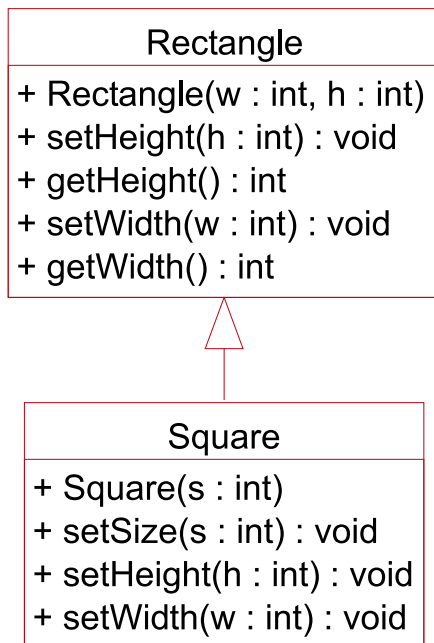 Rectangle
+ Rectangle(w : int, h : int)
+ setHeight(h : int) : void
+ getHeight() : int
+ setWidth(w : int) : void
+ getWidth() : int
Square
+ Square(s : int)
+ setSize(s : int) : void
+ setHeight(h : int) : void
+ setWidth(w : int) : void